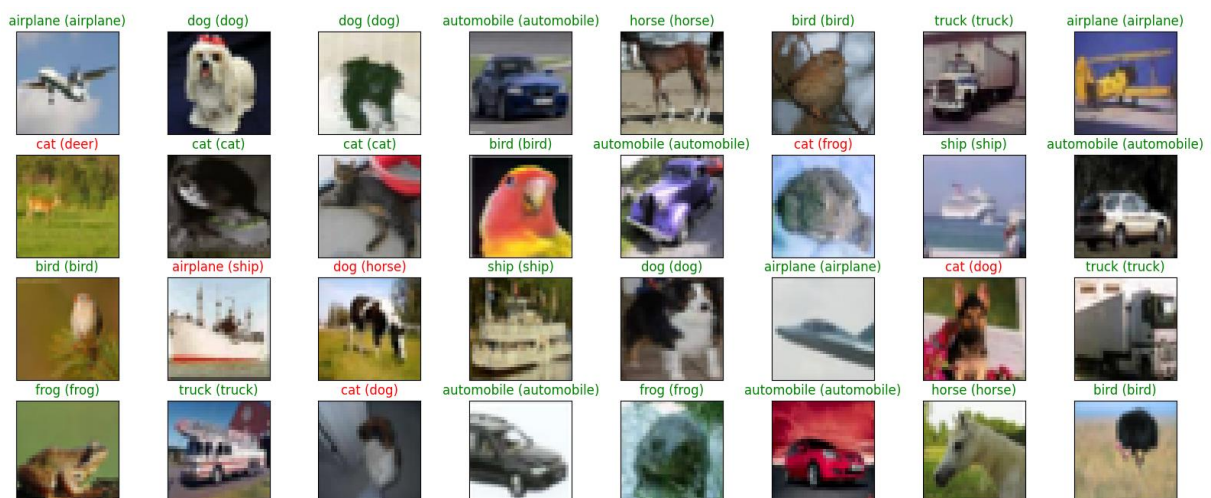 airplane (airplane) dog (dog) dog (dog) automobile (automobile) horse (horse) bird (bird) truck (truck) airplane (airplane)
cat (deer) cat (cat) cat (cat) bird (bird) automobile (automobile) cat (frog) ship (ship) automobile (automobile)
bird (bird) airplane (ship) dog (horse) ship (ship) dog (dog) airplane (airplane) cat (dog) truck (truck)
frog (frog) truck (truck) cat (dog) automobile (automobile) frog (frog) automobile (automobile) horse (horse) bird (bird)